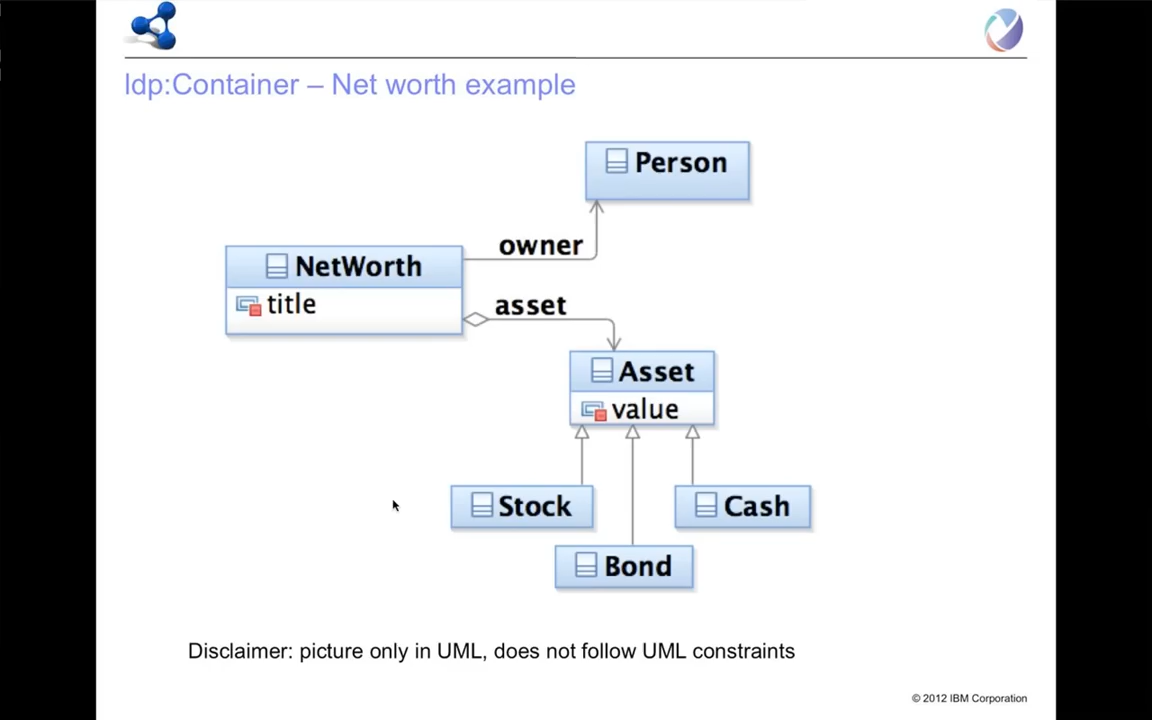 ldp:Container – Net worth example
Person
owner
NetWorth
title
asset
Asset
value
Stock
Cash
Bond
Disclaimer: picture only in UML, does not follow UML constraints
© 2012 IBM Corporation